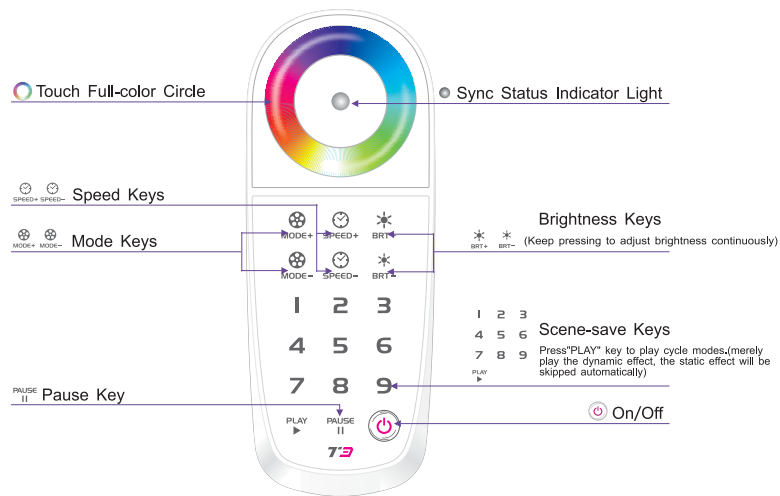 Touch Full-color Circle
Sync Status Indicator Light
SPEED+ SPEED- Speed Keys
MODE+ MODE- Mode Keys
MODE+ SPEED+ BRT+
MODE- SPEED- BRT-
Brightness Keys
BRT+ BRT- (Keep pressing to adjust brightness continuously)
1 2 3
4 5 6
7 8 9
PLAY PAUSE
T3
1 2 3
4 5 6
7 8 9
PLAY
Scene-save Keys
Press"PLAY" key to play cycle modes.(merely
play the dynamic effect, the static effect will be
skipped automatically)
PAUSE Pause Key
On/Off